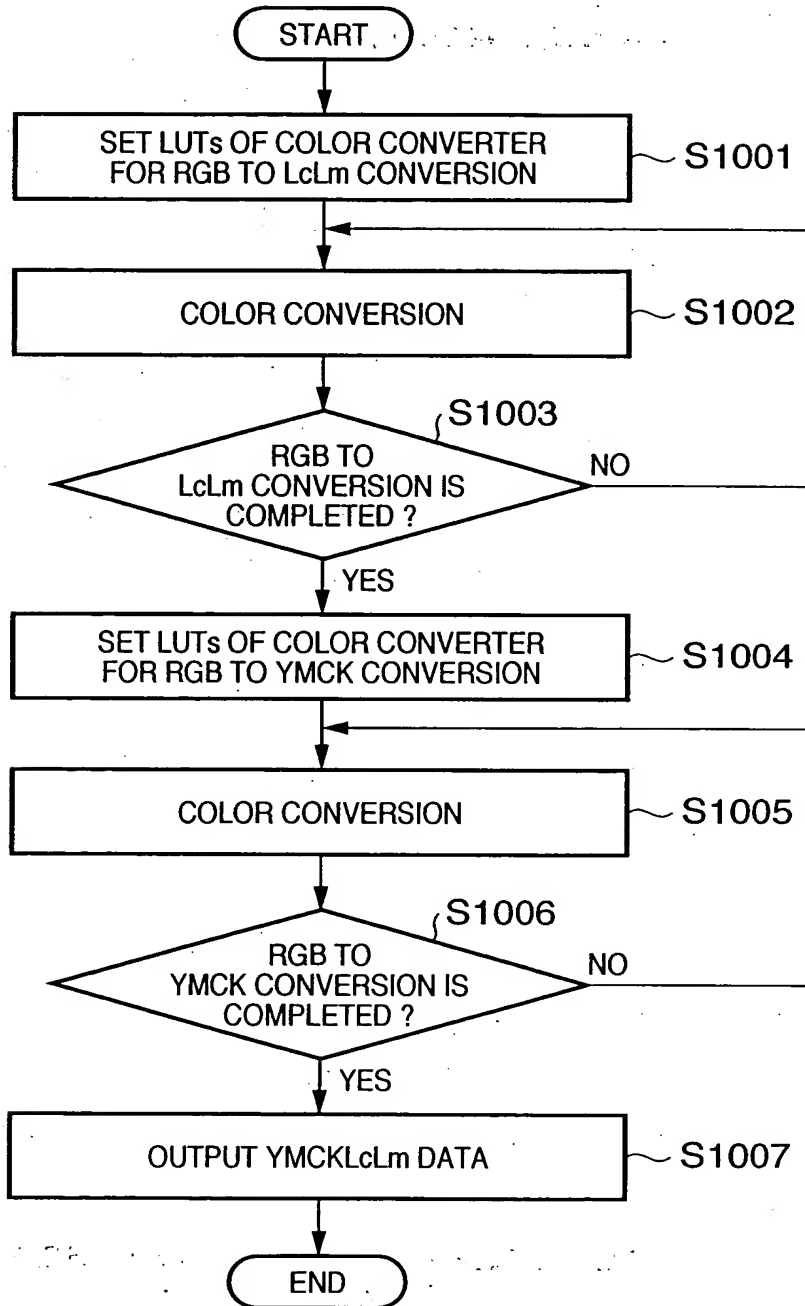 START
SET LUTs OF COLOR CONVERTER
FOR RGB TO LcLm CONVERSION
S1001
COLOR CONVERSION
S1002
S1003
RGB TO
LcLm CONVERSION IS
COMPLETED ?
NO
YES
SET LUTs OF COLOR CONVERTER
FOR RGB TO YMCK CONVERSION
S1004
COLOR CONVERSION
S1005
S1006
RGB TO
YMCK CONVERSION IS
COMPLETED ?
NO
YES
OUTPUT YMCKLcLm DATA
S1007
END